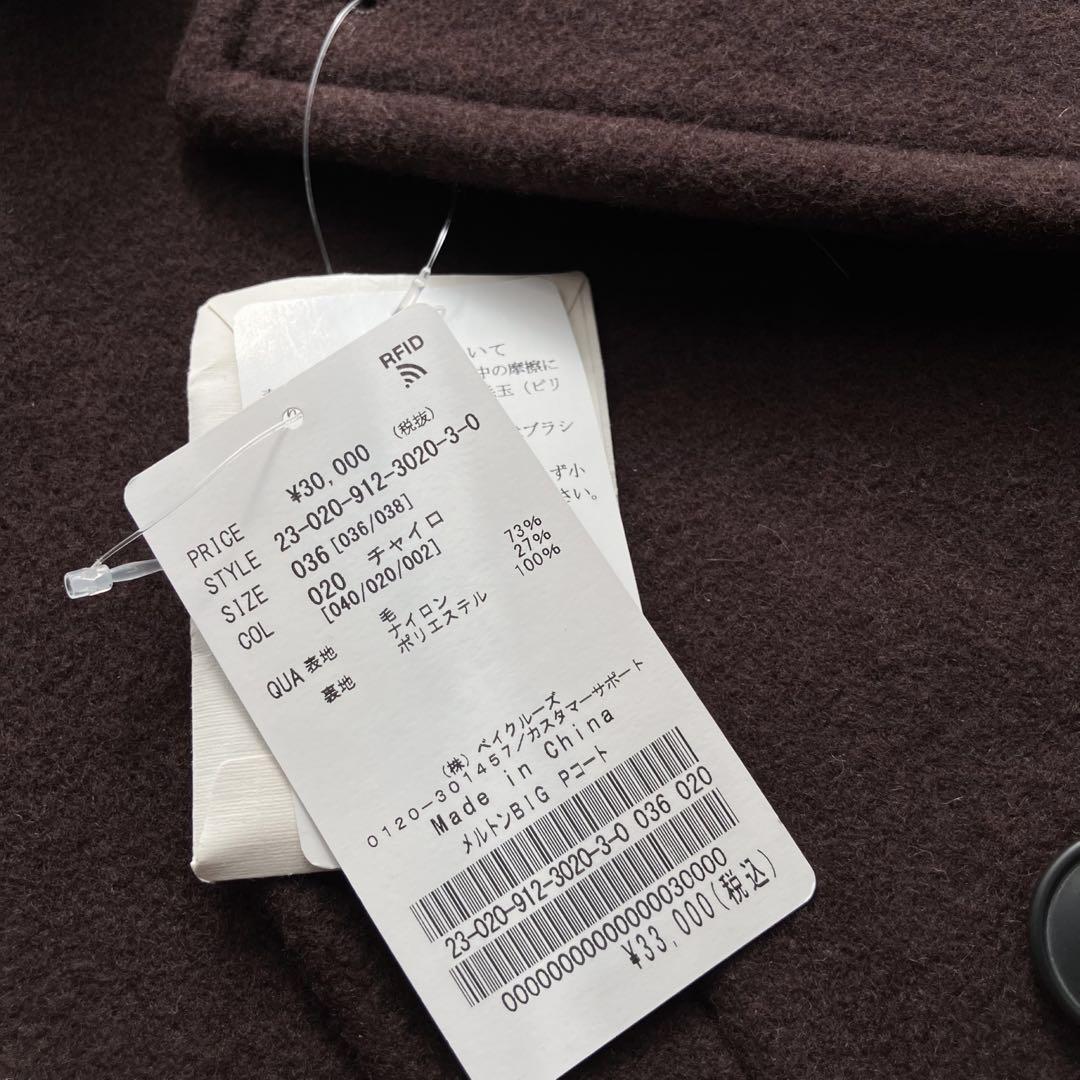 RFID
PRICE ¥30,000 (税抜)
STYLE 23-020-912-3020-3-0
SIZE 036 [036/038]
COL 020 チャイロ
[040/020/002]
QUA 表地 毛 73%
ナイロン 27%
裏地 ポリエステル 100%
(株) ベイクルーズ
0120-301457/カスタマーサポート
Made in China
メルトンBIG Pコート
23-020-912-3020-3-0 036 020
¥33,000(税込)
いて
中の摩擦に
玉(ピリ
ブラシ
ず小
さい。